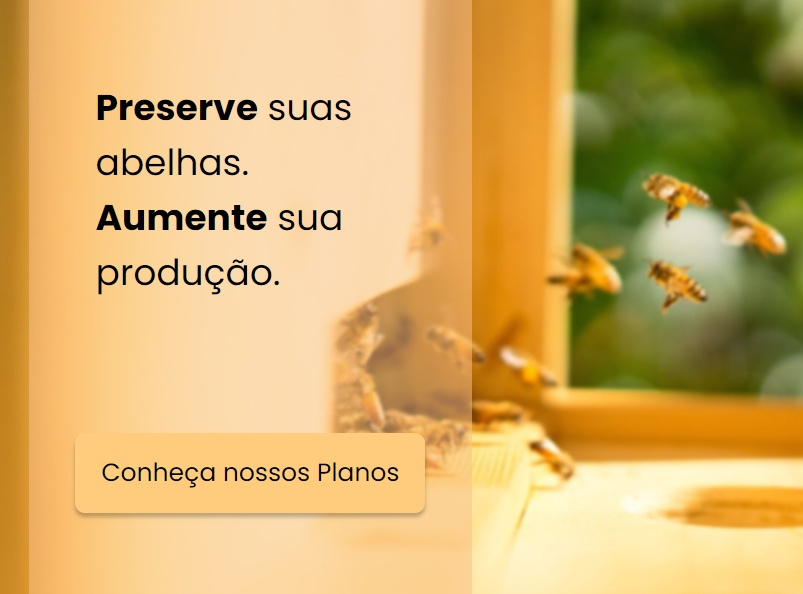 Preserve suas
abelhas.
Aumente sua
produção.
Conheça nossos Planos